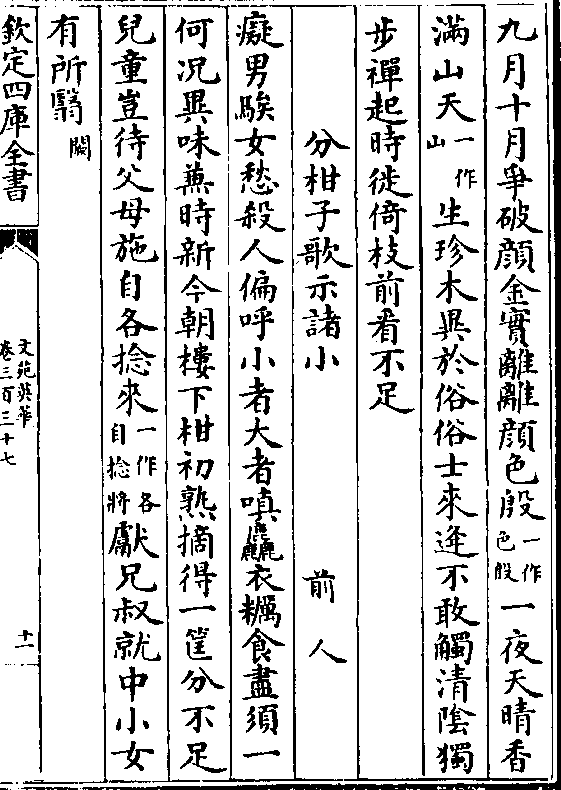 九月十月爭破顔金實離離顔色殷一作色殷一夜天晴香
滿山天一作山生珍木異於俗俗士來逢不敢觸清陰獨
步禪起時徙倚枝前看不足
分柑子歌示諸小　前人
癡男騃女愁殺人偏呼小者大者嗔麤衣糲食盡須一
何況異味兼時新今朝樓下柑初熟摘得一筐分不足
兒童豈待父母施自各捻來一作各自捻將獻兄叔就中小女
有所翳闕
欽定四庫全書
文苑英華
卷三百三十七
十一